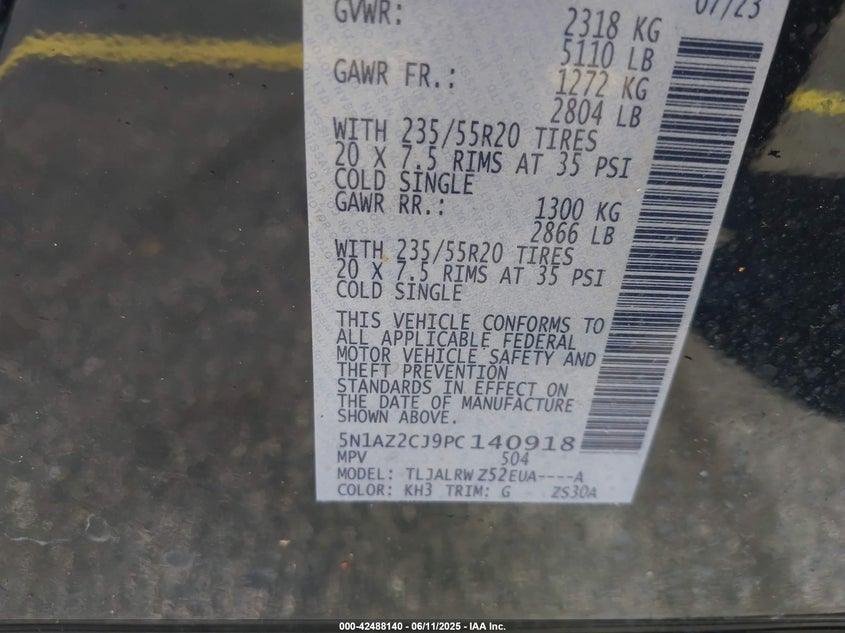 07/23
GVWR: 2318 KG
5110 LB
GAWR FR.: 1272 KG
2804 LB
WITH 235/55R20 TIRES
20 X 7.5 RIMS AT 35 PSI
COLD SINGLE
GAWR RR.: 1300 KG
2866 LB
WITH 235/55R20 TIRES
20 X 7.5 RIMS AT 35 PSI
COLD SINGLE
THIS VEHICLE CONFORMS TO
ALL APPLICABLE FEDERAL
MOTOR VEHICLE SAFETY AND
THEFT PREVENTION
STANDARDS IN EFFECT ON
THE DATE OF MANUFACTURE
SHOWN ABOVE.
5N1AZ2CJ9PC140918
MPV 504
MODEL: TLJALRWZ52EUA----A
COLOR: KH3 TRIM: G ZS30A
000-42488140 - 06/11/2025 - IAA Inc.